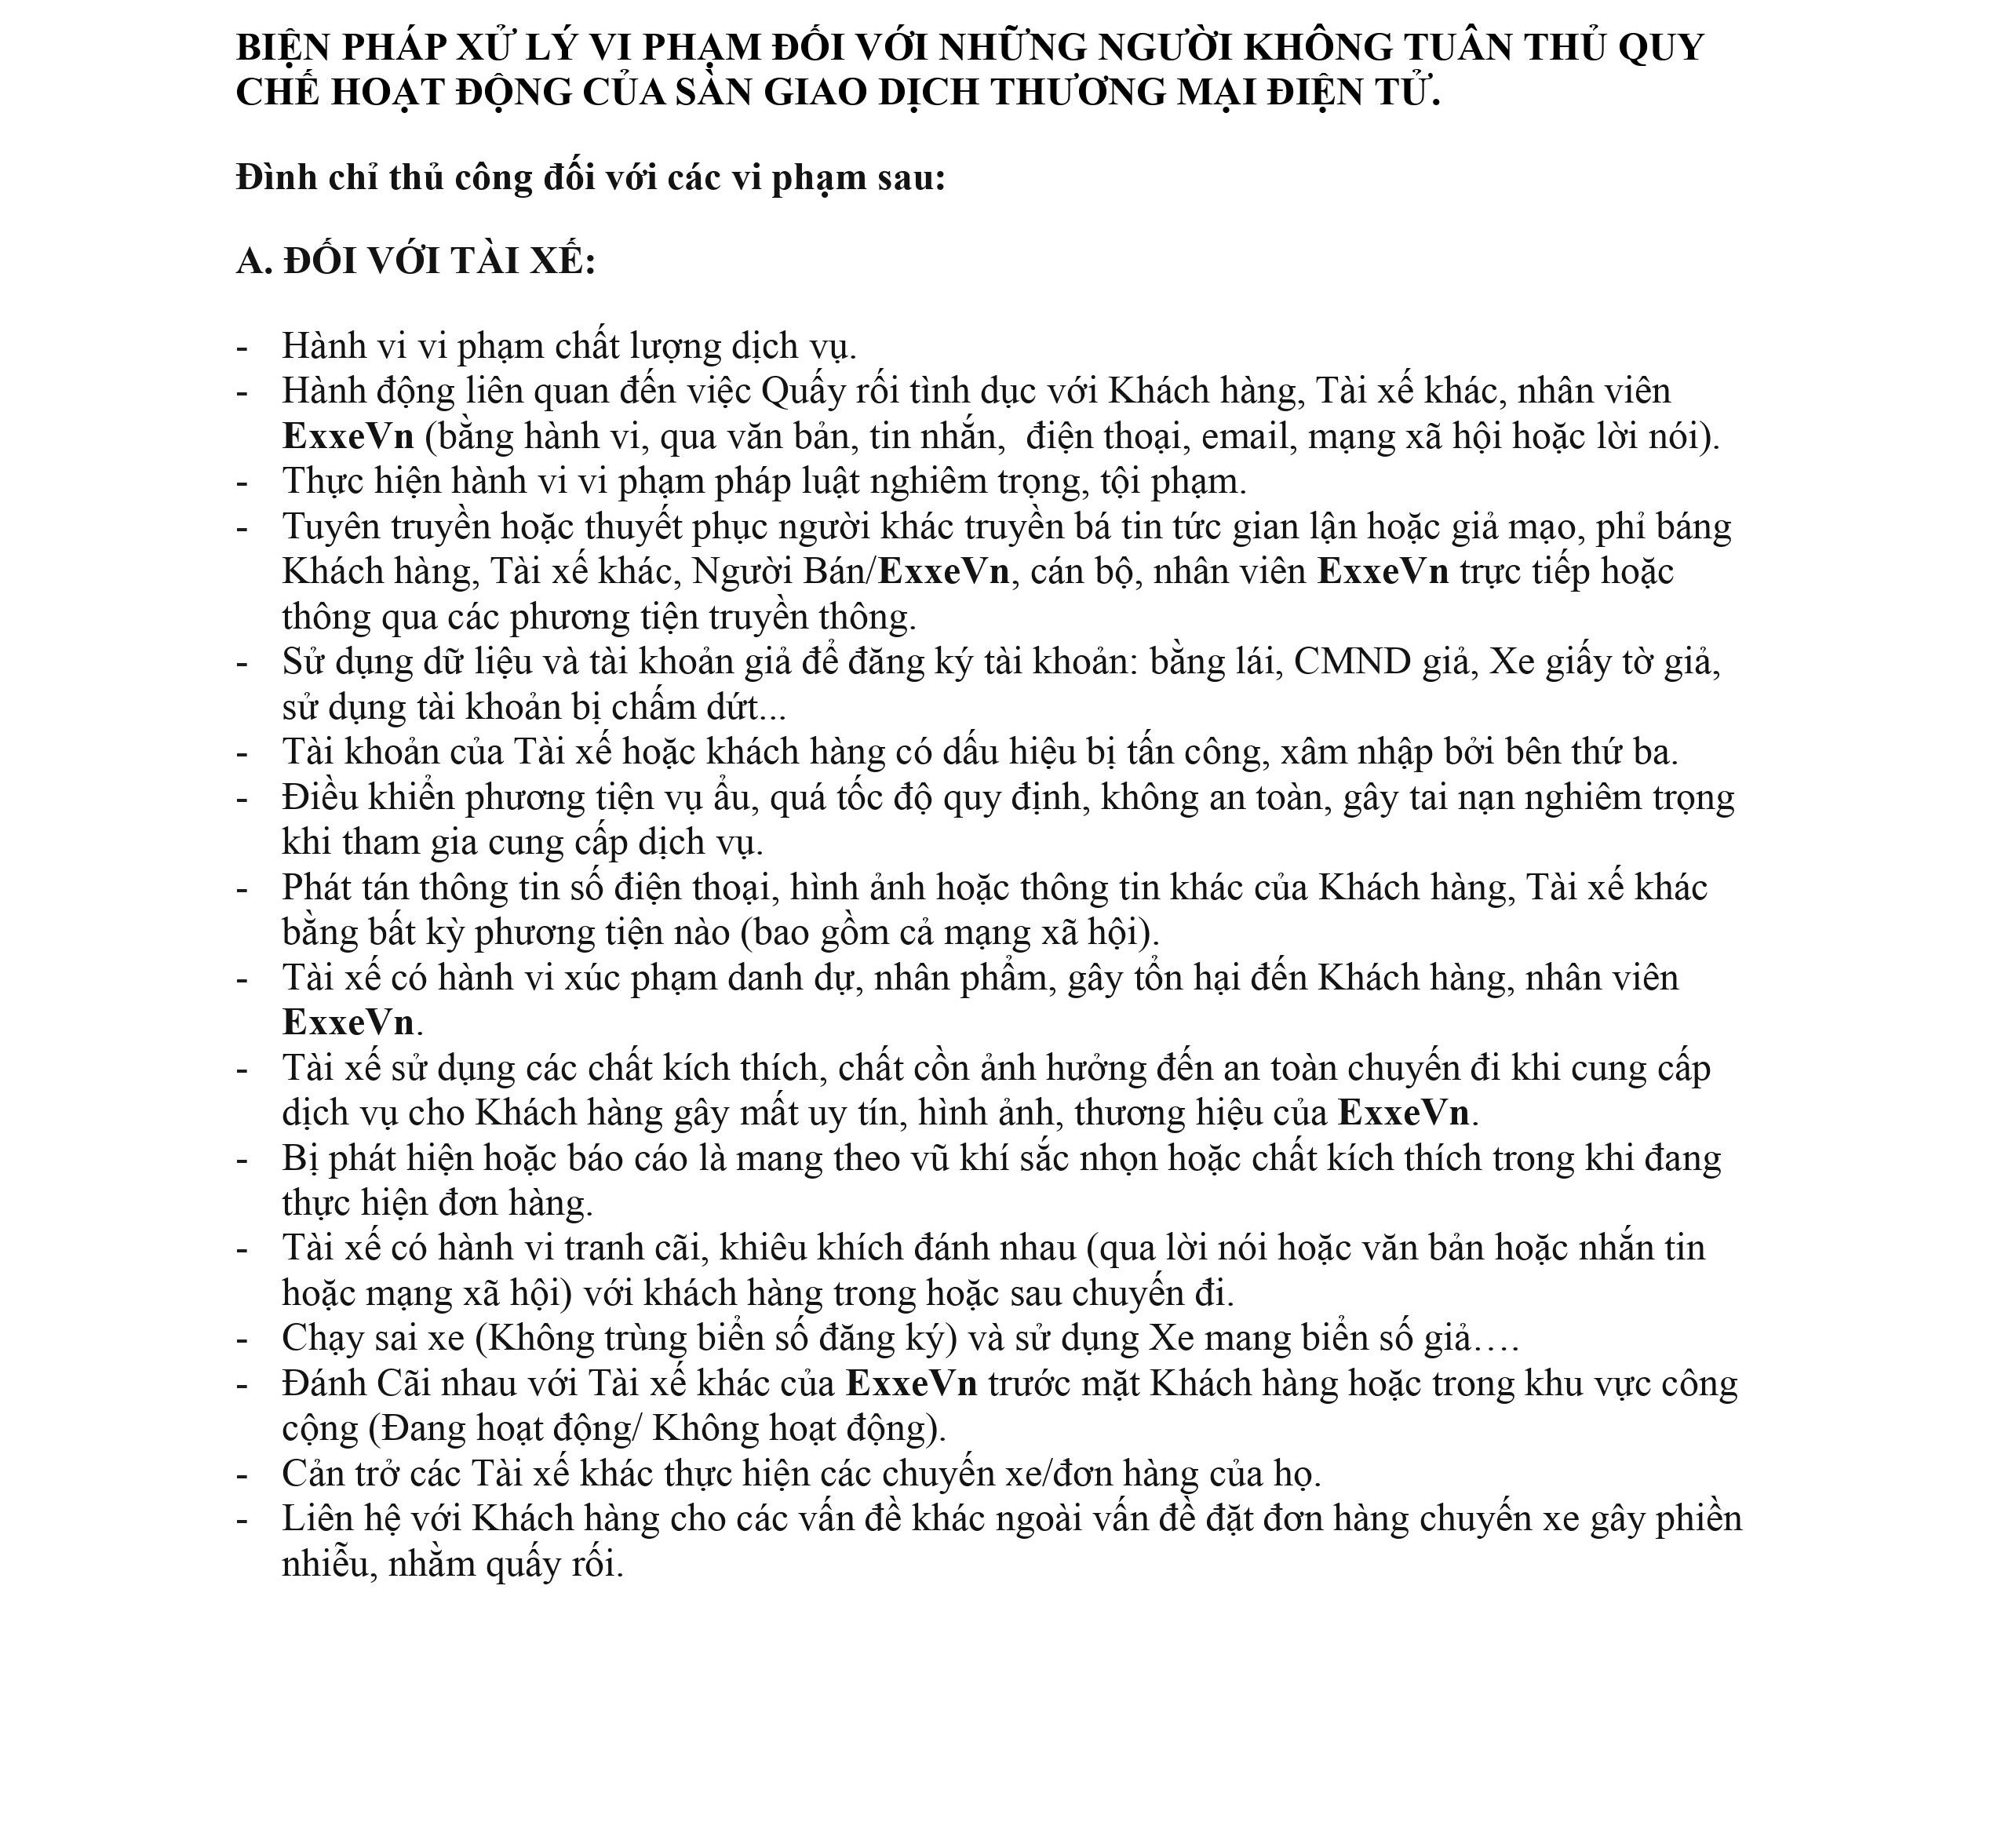 BIỆN PHÁP XỬ LÝ VI PHẠM ĐỐI VỚI NHỮNG NGƯỜI KHÔNG TUÂN THỦ QUY
CHẾ HOẠT ĐỘNG CỦA SÀN GIAO DỊCH THƯƠNG MẠI ĐIỆN TỬ.
Đình chỉ thủ công đối với các vi phạm sau:
A. ĐỐI VỚI TÀI XẾ:
- Hành vi vi phạm chất lượng dịch vụ.
- Hành động liên quan đến việc Quấy rối tình dục với Khách hàng, Tài xế khác, nhân viên
ExxeVn (bằng hành vi, qua văn bản, tin nhắn, điện thoại, email, mạng xã hội hoặc lời nói).
- Thực hiện hành vi vi phạm pháp luật nghiêm trọng, tội phạm.
- Tuyên truyền hoặc thuyết phục người khác truyền bá tin tức gian lận hoặc giả mạo, phỉ báng
Khách hàng, Tài xế khác, Người Bán/ExxeVn, cán bộ, nhân viên ExxeVn trực tiếp hoặc
thông qua các phương tiện truyền thông.
- Sử dụng dữ liệu và tài khoản giả để đăng ký tài khoản: bằng lái, CMND giả, Xe giấy tờ giả,
sử dụng tài khoản bị chấm dứt...
- Tài khoản của Tài xế hoặc khách hàng có dấu hiệu bị tấn công, xâm nhập bởi bên thứ ba.
- Điều khiển phương tiện vụ ẩu, quá tốc độ quy định, không an toàn, gây tai nạn nghiêm trọng
khi tham gia cung cấp dịch vụ.
- Phát tán thông tin số điện thoại, hình ảnh hoặc thông tin khác của Khách hàng, Tài xế khác
bằng bất kỳ phương tiện nào (bao gồm cả mạng xã hội).
- Tài xế có hành vi xúc phạm danh dự, nhân phẩm, gây tổn hại đến Khách hàng, nhân viên
ExxeVn.
- Tài xế sử dụng các chất kích thích, chất cồn ảnh hưởng đến an toàn chuyến đi khi cung cấp
dịch vụ cho Khách hàng gây mất uy tín, hình ảnh, thương hiệu của ExxeVn.
- Bị phát hiện hoặc báo cáo là mang theo vũ khí sắc nhọn hoặc chất kích thích trong khi đang
thực hiện đơn hàng.
- Tài xế có hành vi tranh cãi, khiêu khích đánh nhau (qua lời nói hoặc văn bản hoặc nhắn tin
hoặc mạng xã hội) với khách hàng trong hoặc sau chuyến đi.
- Chạy sai xe (Không trùng biển số đăng ký) và sử dụng Xe mang biển số giả….
- Đánh Cãi nhau với Tài xế khác của ExxeVn trước mặt Khách hàng hoặc trong khu vực công
cộng (Đang hoạt động/ Không hoạt động).
- Cản trở các Tài xế khác thực hiện các chuyến xe/đơn hàng của họ.
- Liên hệ với Khách hàng cho các vấn đề khác ngoài vấn đề đặt đơn hàng chuyến xe gây phiền
nhiễu, nhằm quấy rối.